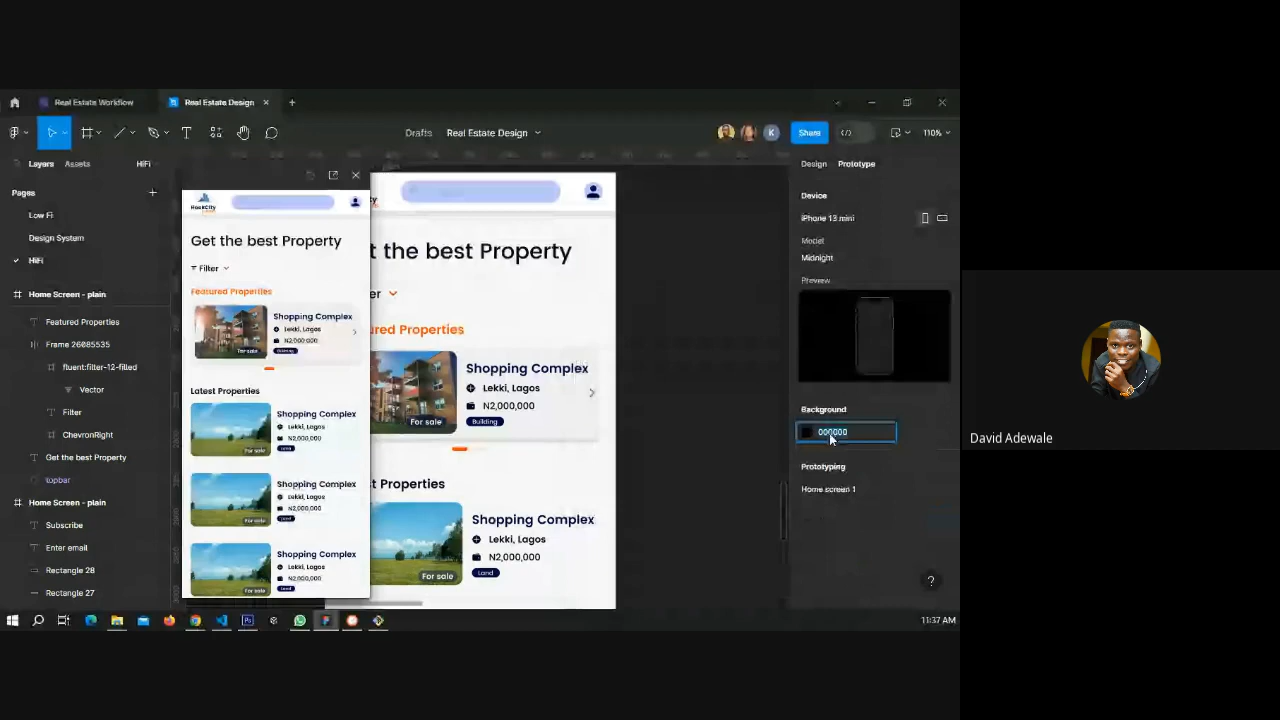 Real Estate Workflow
Real Estate Design
Drafts
Real Estate Design
K
Share
</>
110%
Layers
Assets
HiFi
Pages
Low Fi
Design System
HiFi
Home Screen - plain
Featured Properties
Frame 26085535
fluent:filter-12-filled
Vector
Filter
ChevronRight
Get the best Property
topbar
Home Screen - plain
Subscribe
Enter email
Rectangle 28
Rectangle 27
Get the best Property
Filter
Featured Properties
Shopping Complex
Lekki, Lagos
N2,000,000
Building
For sale
Latest Properties
Shopping Complex
Lekki, Lagos
N2,000,000
Land
For sale
Shopping Complex
Lekki, Lagos
N2,000,000
Land
For sale
Shopping Complex
Lekki, Lagos
N2,000,000
Land
For sale
t the best Property
er
ured Properties
Shopping Complex
Lekki, Lagos
N2,000,000
Building
For sale
t Properties
Shopping Complex
Lekki, Lagos
N2,000,000
Land
For sale
Design
Prototype
Device
iPhone 13 mini
Model
Midnight
Preview
Background
000000
Prototyping
Home screen 1
?
11:37 AM
David Adewale